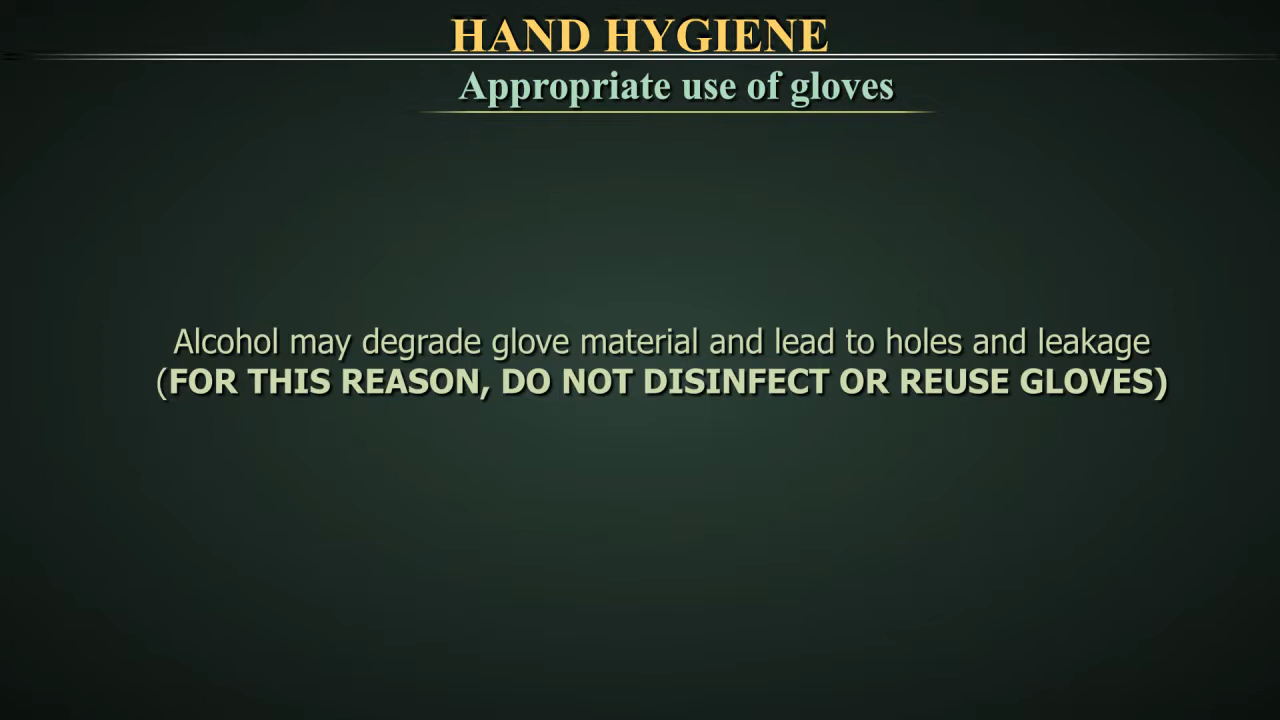 HAND HYGIENE
Appropriate use of gloves
Alcohol may degrade glove material and lead to holes and leakage
(FOR THIS REASON, DO NOT DISINFECT OR REUSE GLOVES)